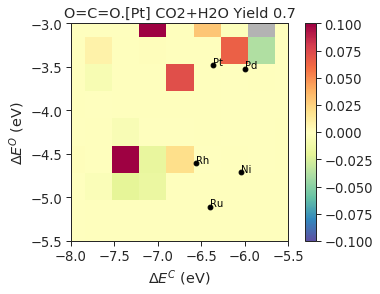 O=C=O.[Pt] CO2+H2O Yield 0.7
−3.0
−3.5
−4.0
−4.5
−5.0
−5.5
ΔE^O (eV)
Pt
Pd
Rh
Ni
Ru
−8.0 −7.5 −7.0 −6.5 −6.0 −5.5
ΔE^C (eV)
0.100
0.075
0.050
0.025
0.000
−0.025
−0.050
−0.075
−0.100